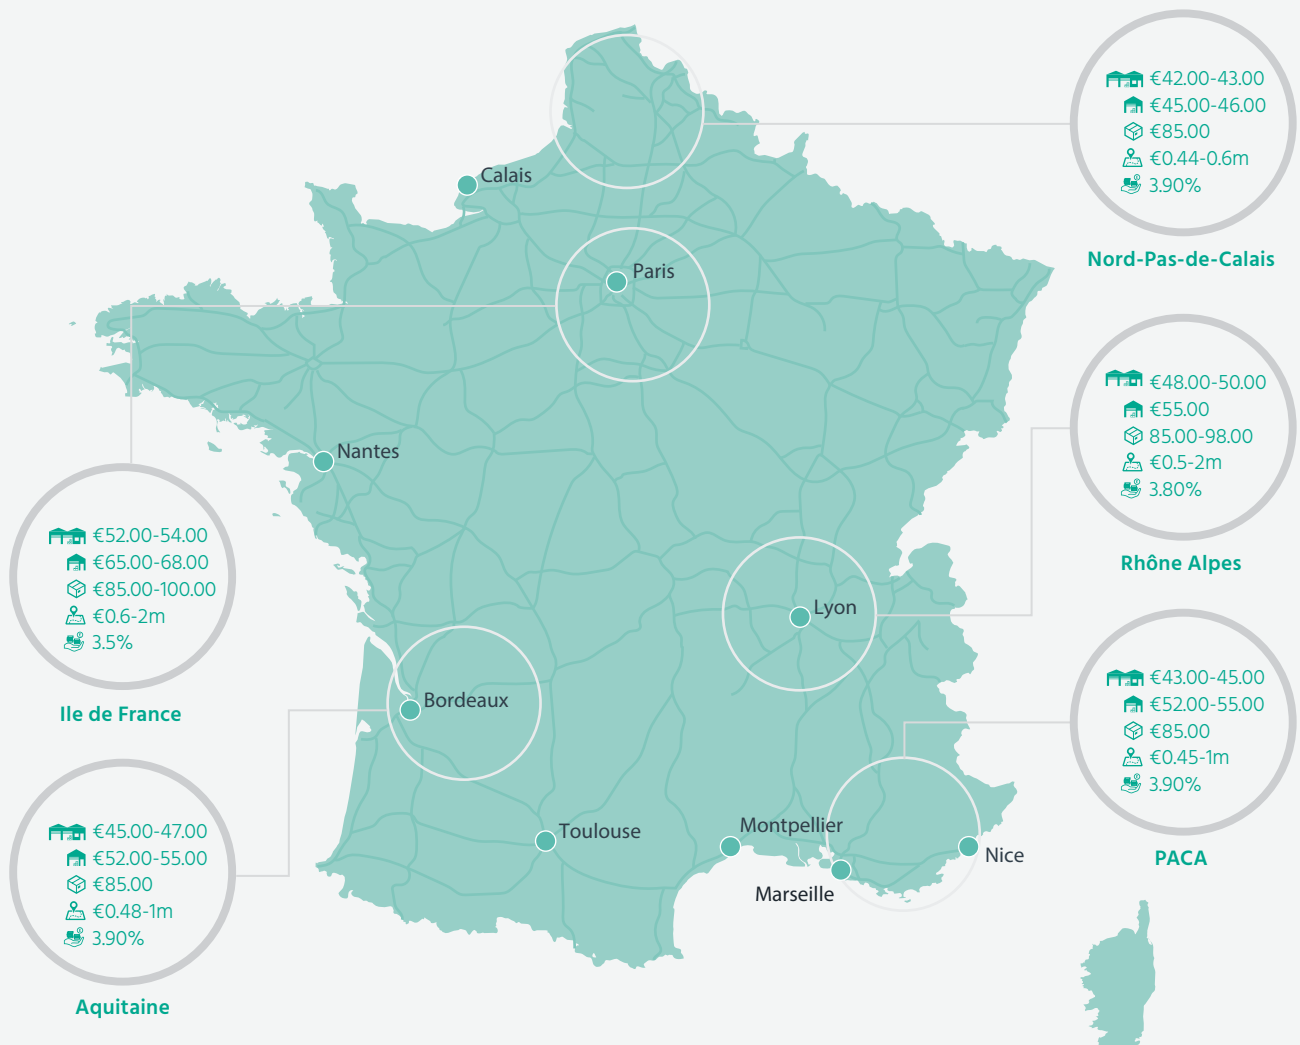 €42.00-43.00
€45.00-46.00
€85.00
€0.44-0.6m
3.90%
Nord-Pas-de-Calais
Calais
Paris
€48.00-50.00
€55.00
85.00-98.00
€0.5-2m
3.80%
Rhône Alpes
Nantes
€52.00-54.00
€65.00-68.00
€85.00-100.00
€0.6-2m
3.5%
Ile de France
Lyon
€43.00-45.00
€52.00-55.00
€85.00
€0.45-1m
3.90%
PACA
Bordeaux
€45.00-47.00
€52.00-55.00
€85.00
€0.48-1m
3.90%
Aquitaine
Toulouse
Montpellier
Nice
Marseille